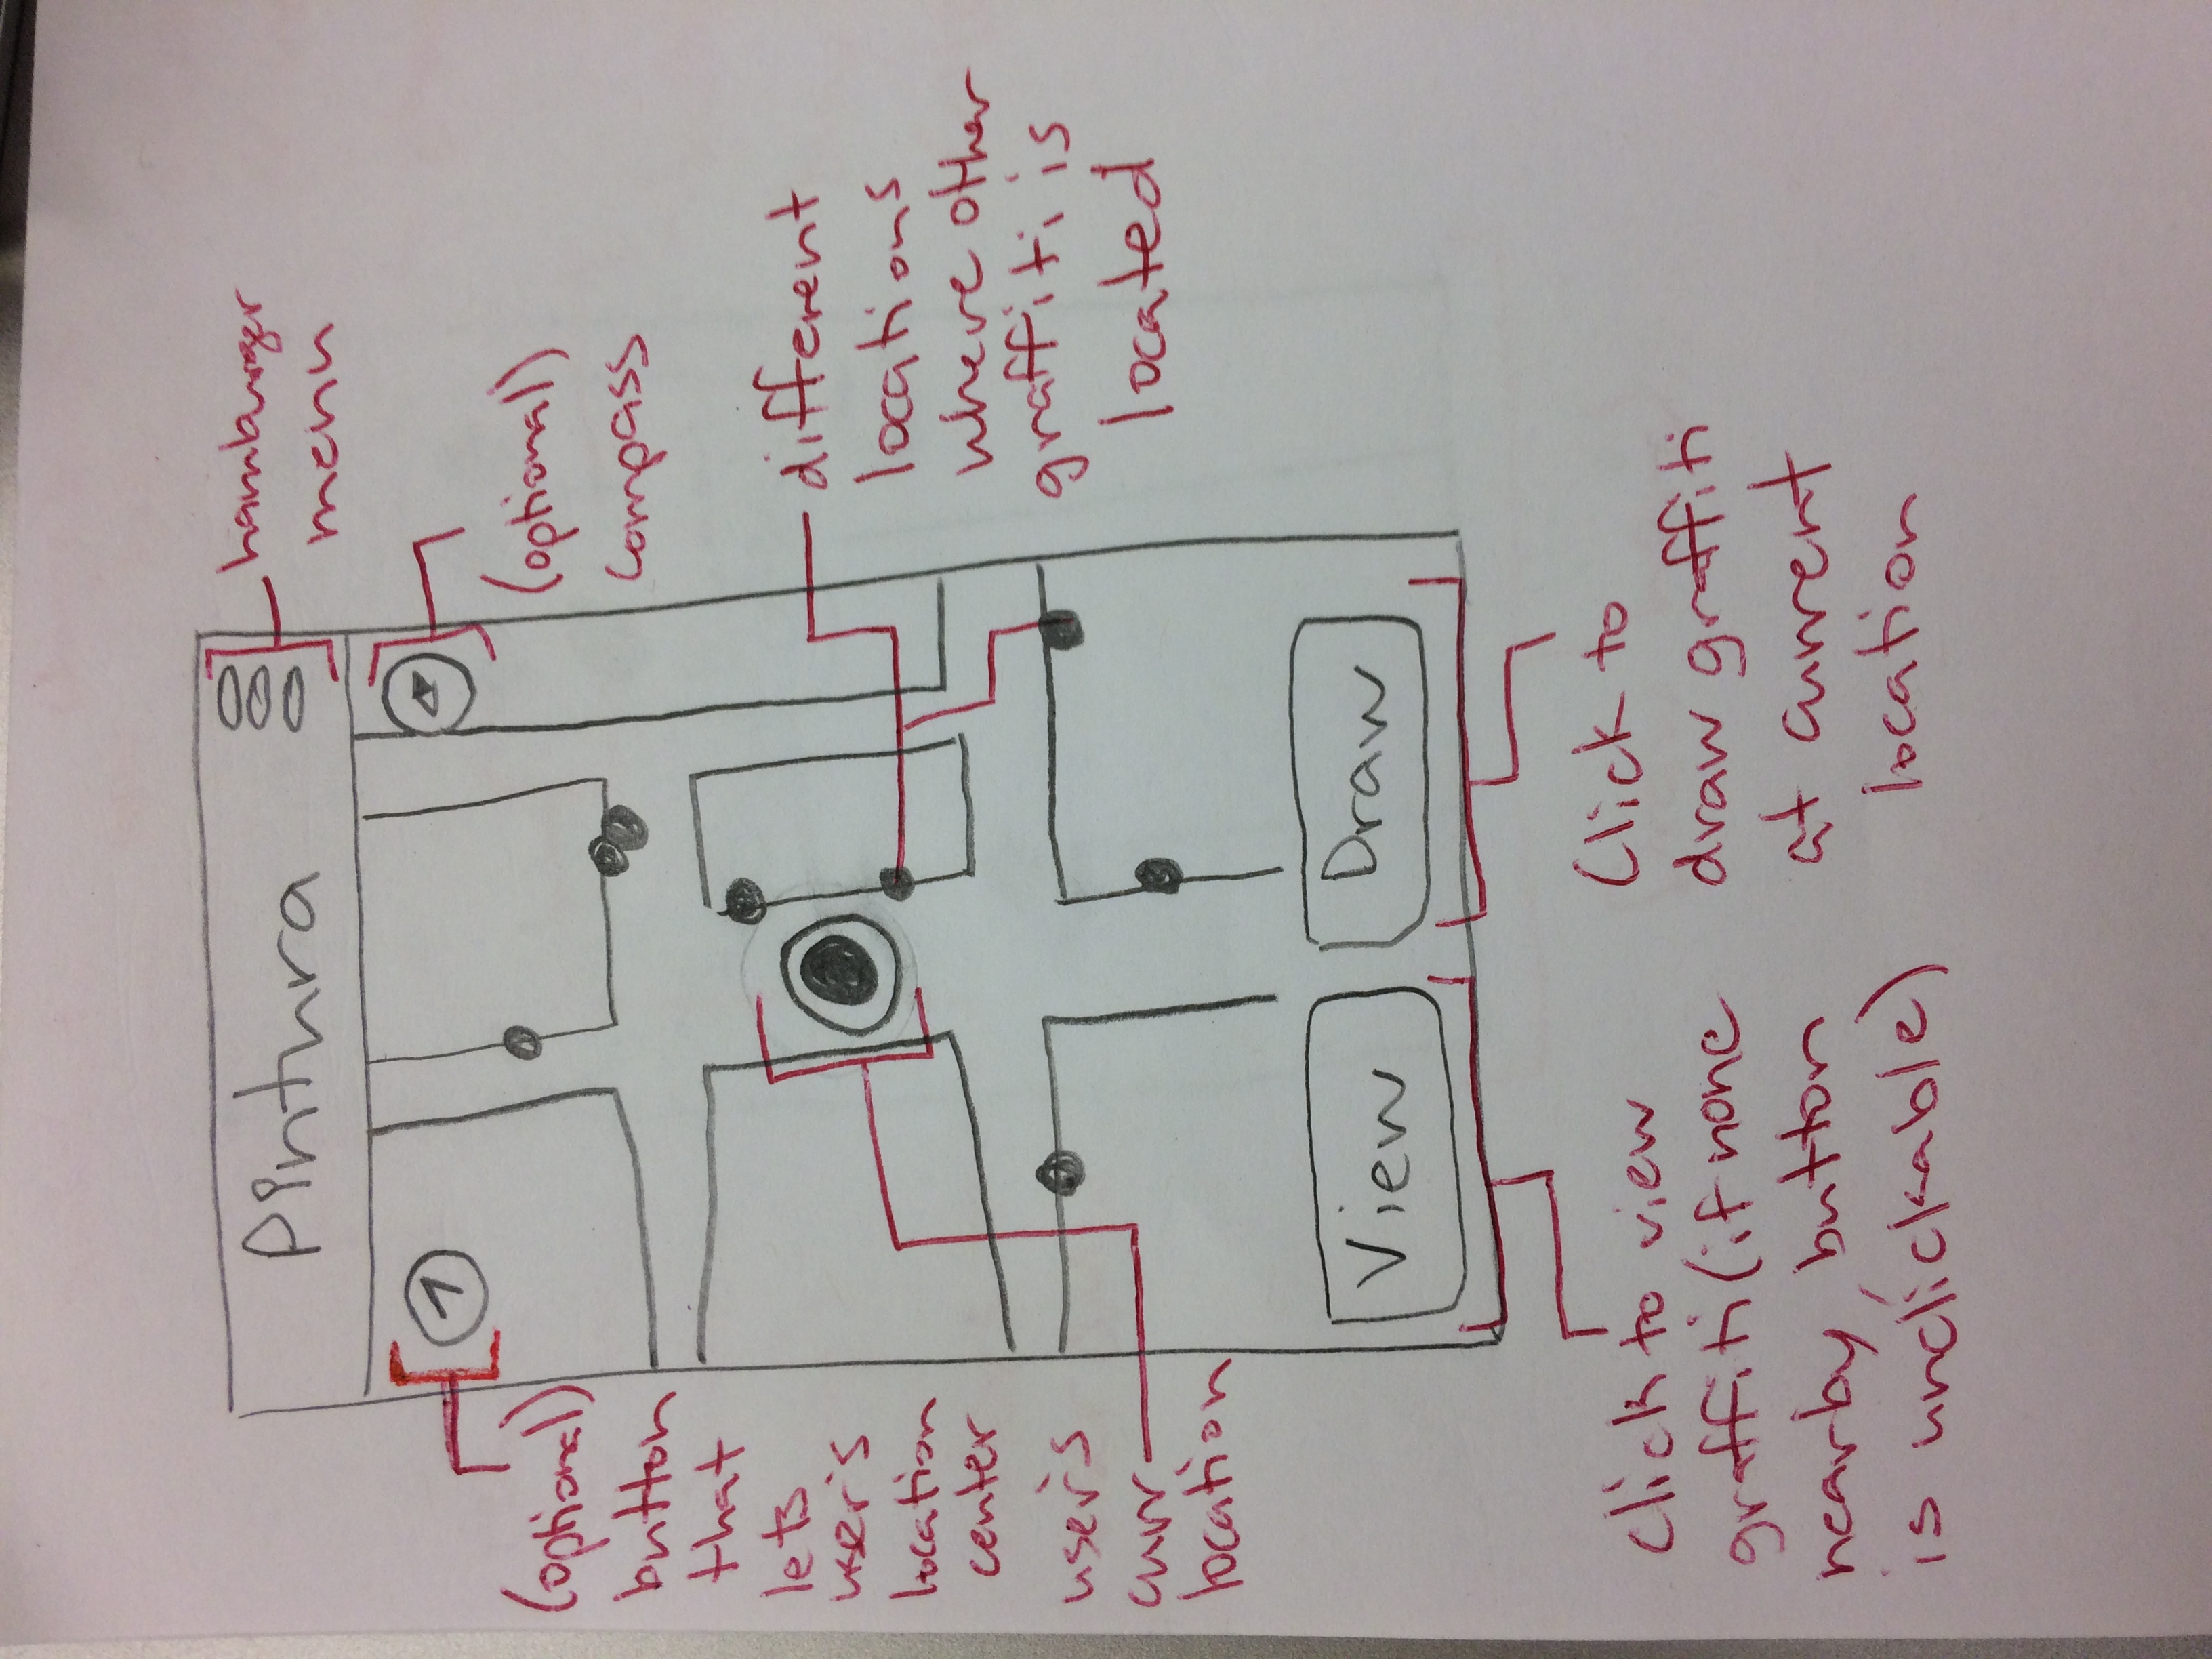 Pintura
hamburger
menu
(optional)
button
that
lets
user's
location
center
(optional)
compass
different
locations
where other
graffiti is
located
user's
curr
location
View
Draw
Click to view
graffiti (if none
nearby, button
is unclickable)
Click to
draw graffiti
at current
location